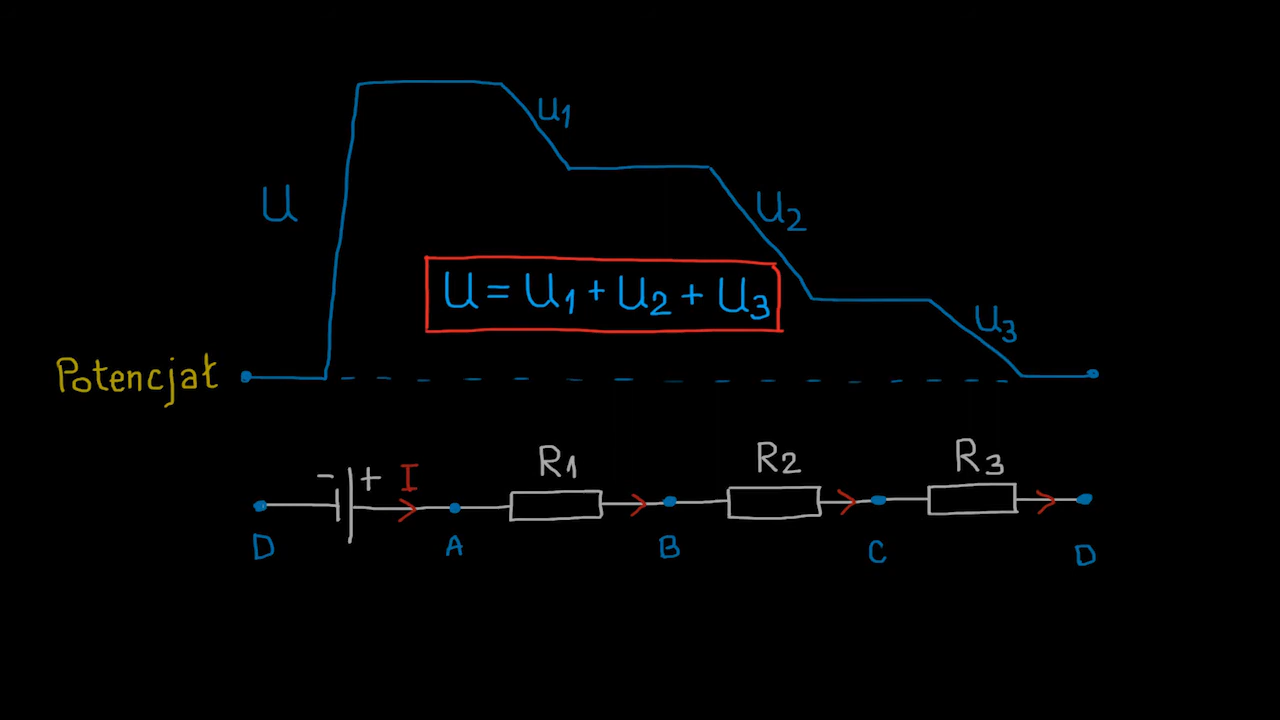 U1
U
U2
U = U1 + U2 + U3
U3
Potencjał
R1
R2
R3
- + I
D
A
B
C
D